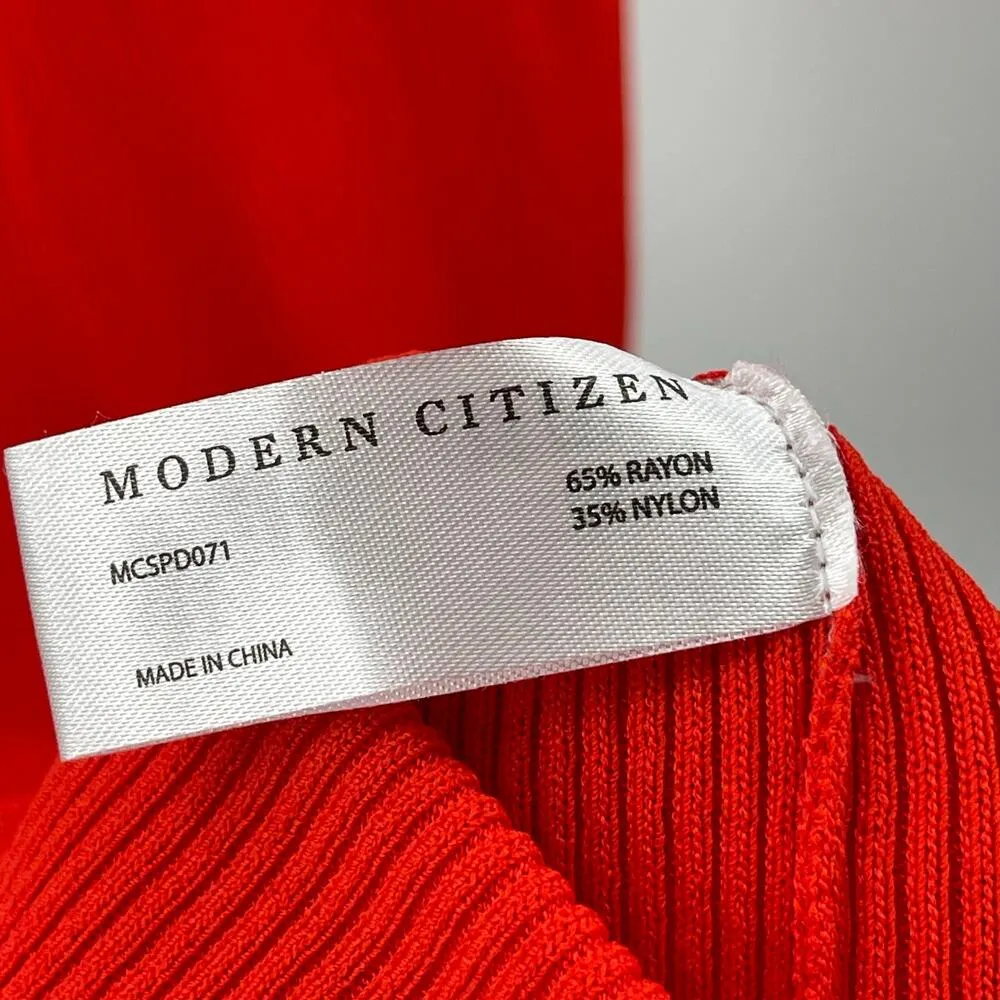 MODERN CITIZEN
65% RAYON
35% NYLON
MCSPD071
MADE IN CHINA